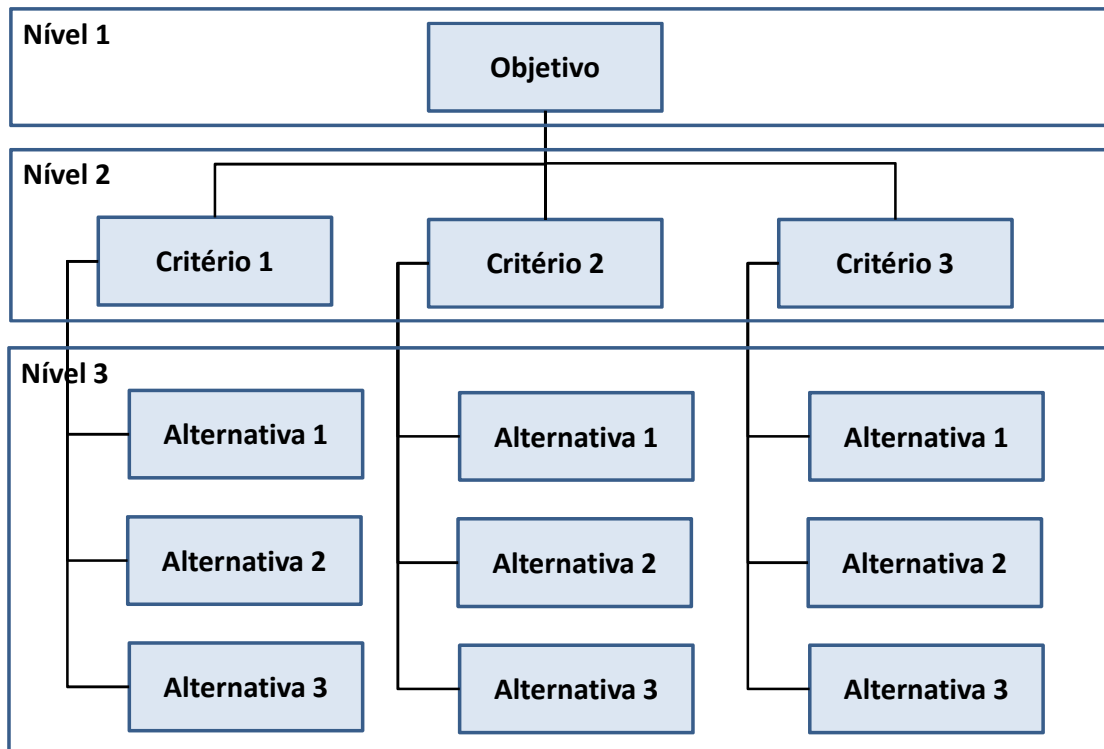 Nível 1
Objetivo
Nível 2
Critério 1
Critério 2
Critério 3
Nível 3
Alternativa 1
Alternativa 1
Alternativa 1
Alternativa 2
Alternativa 2
Alternativa 2
Alternativa 3
Alternativa 3
Alternativa 3